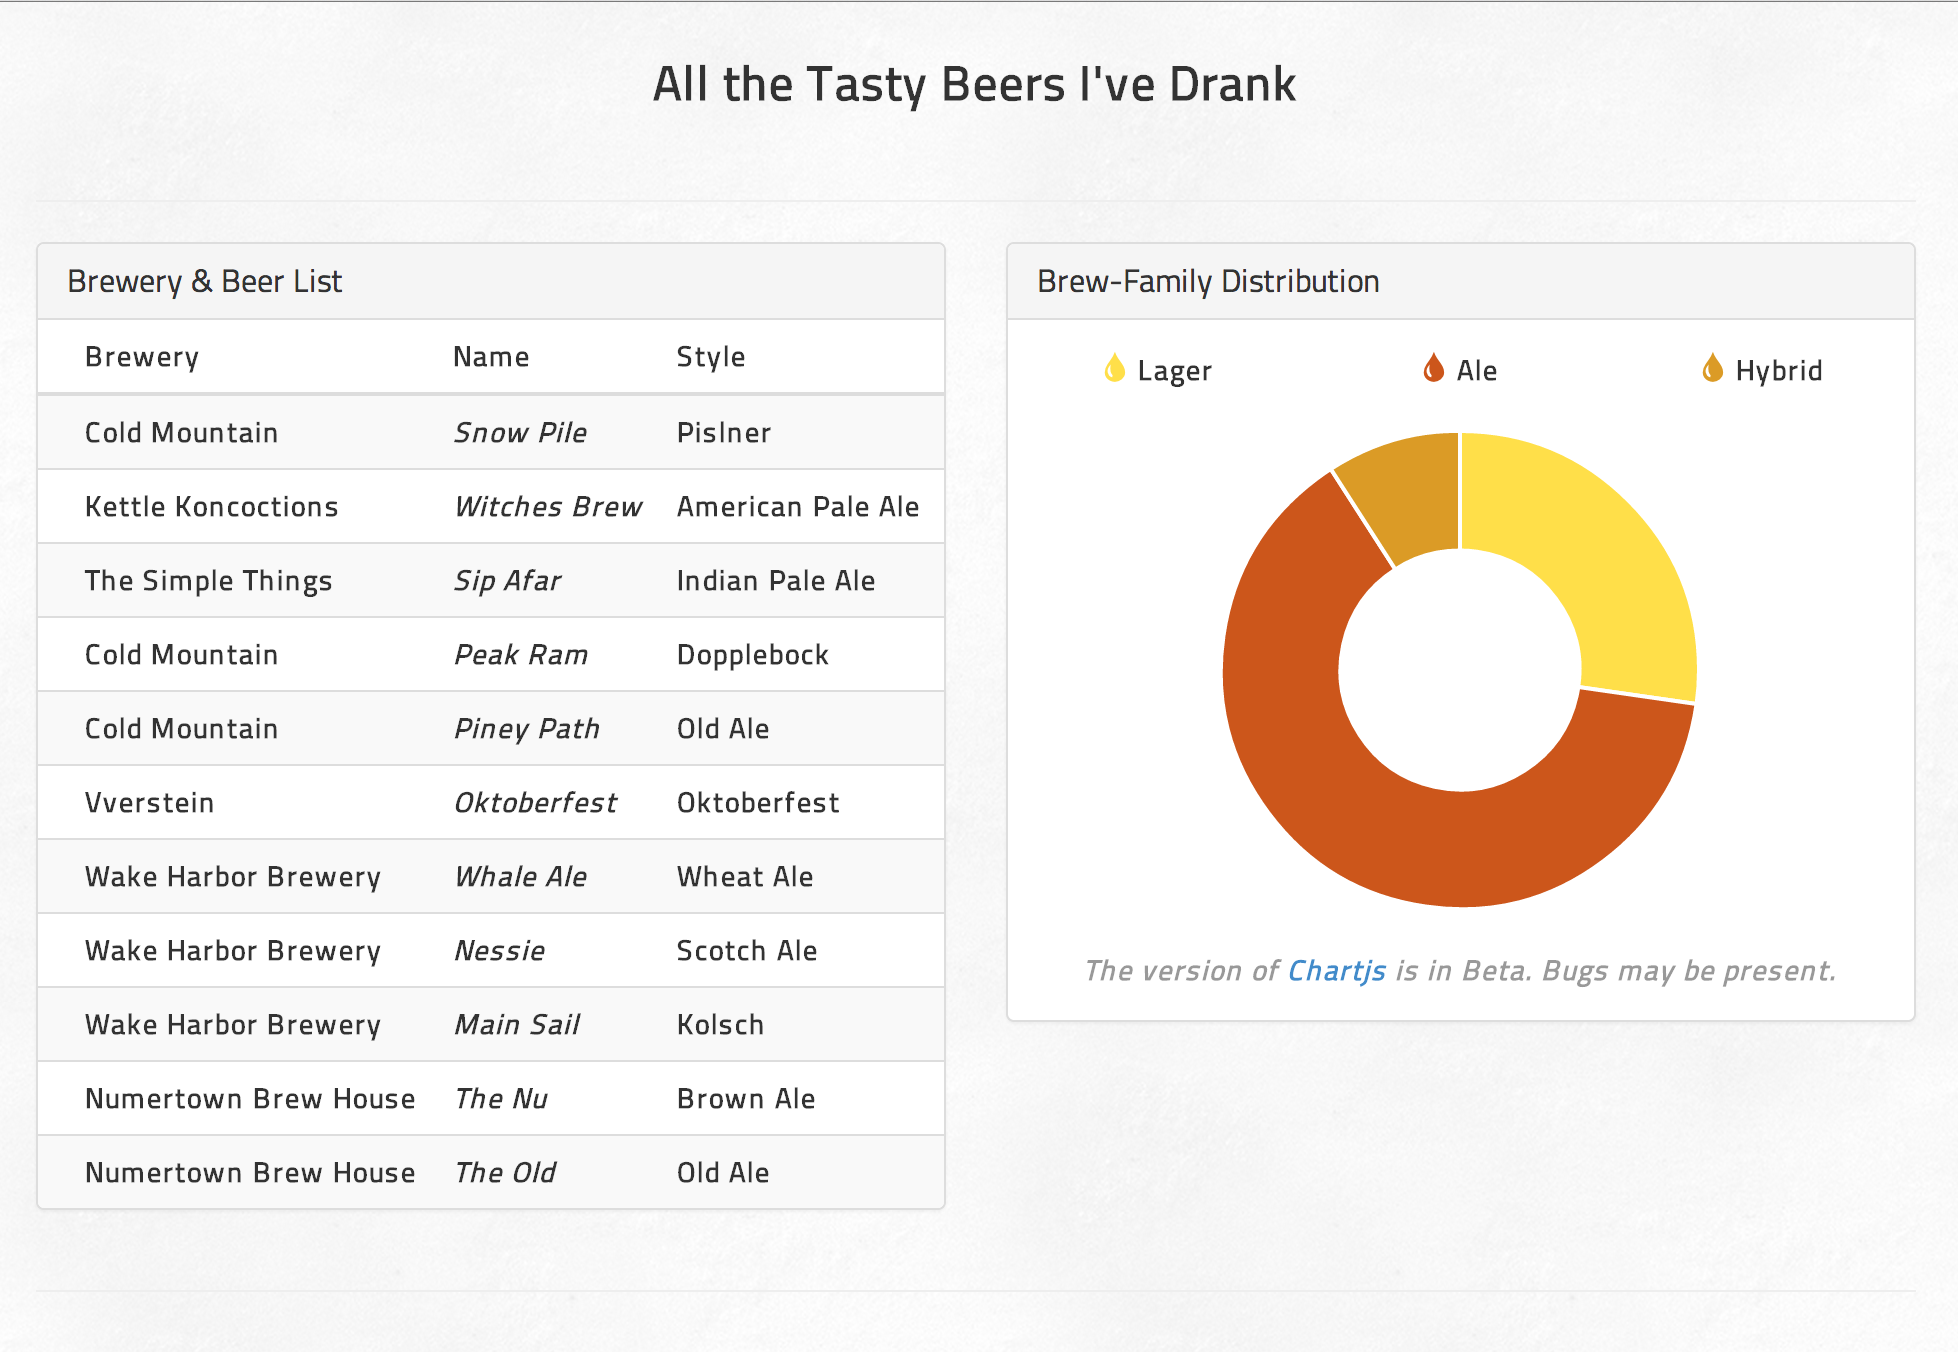 All the Tasty Beers I've Drank
Brewery & Beer List
Brewery Name Style
Cold Mountain Snow Pile Pislner
Kettle Koncoctions Witches Brew American Pale Ale
The Simple Things Sip Afar Indian Pale Ale
Cold Mountain Peak Ram Dopplebock
Cold Mountain Piney Path Old Ale
Vverstein Oktoberfest Oktoberfest
Wake Harbor Brewery Whale Ale Wheat Ale
Wake Harbor Brewery Nessie Scotch Ale
Wake Harbor Brewery Main Sail Kolsch
Numertown Brew House The Nu Brown Ale
Numertown Brew House The Old Old Ale
Brew-Family Distribution
Lager Ale Hybrid
The version of Chartjs is in Beta. Bugs may be present.